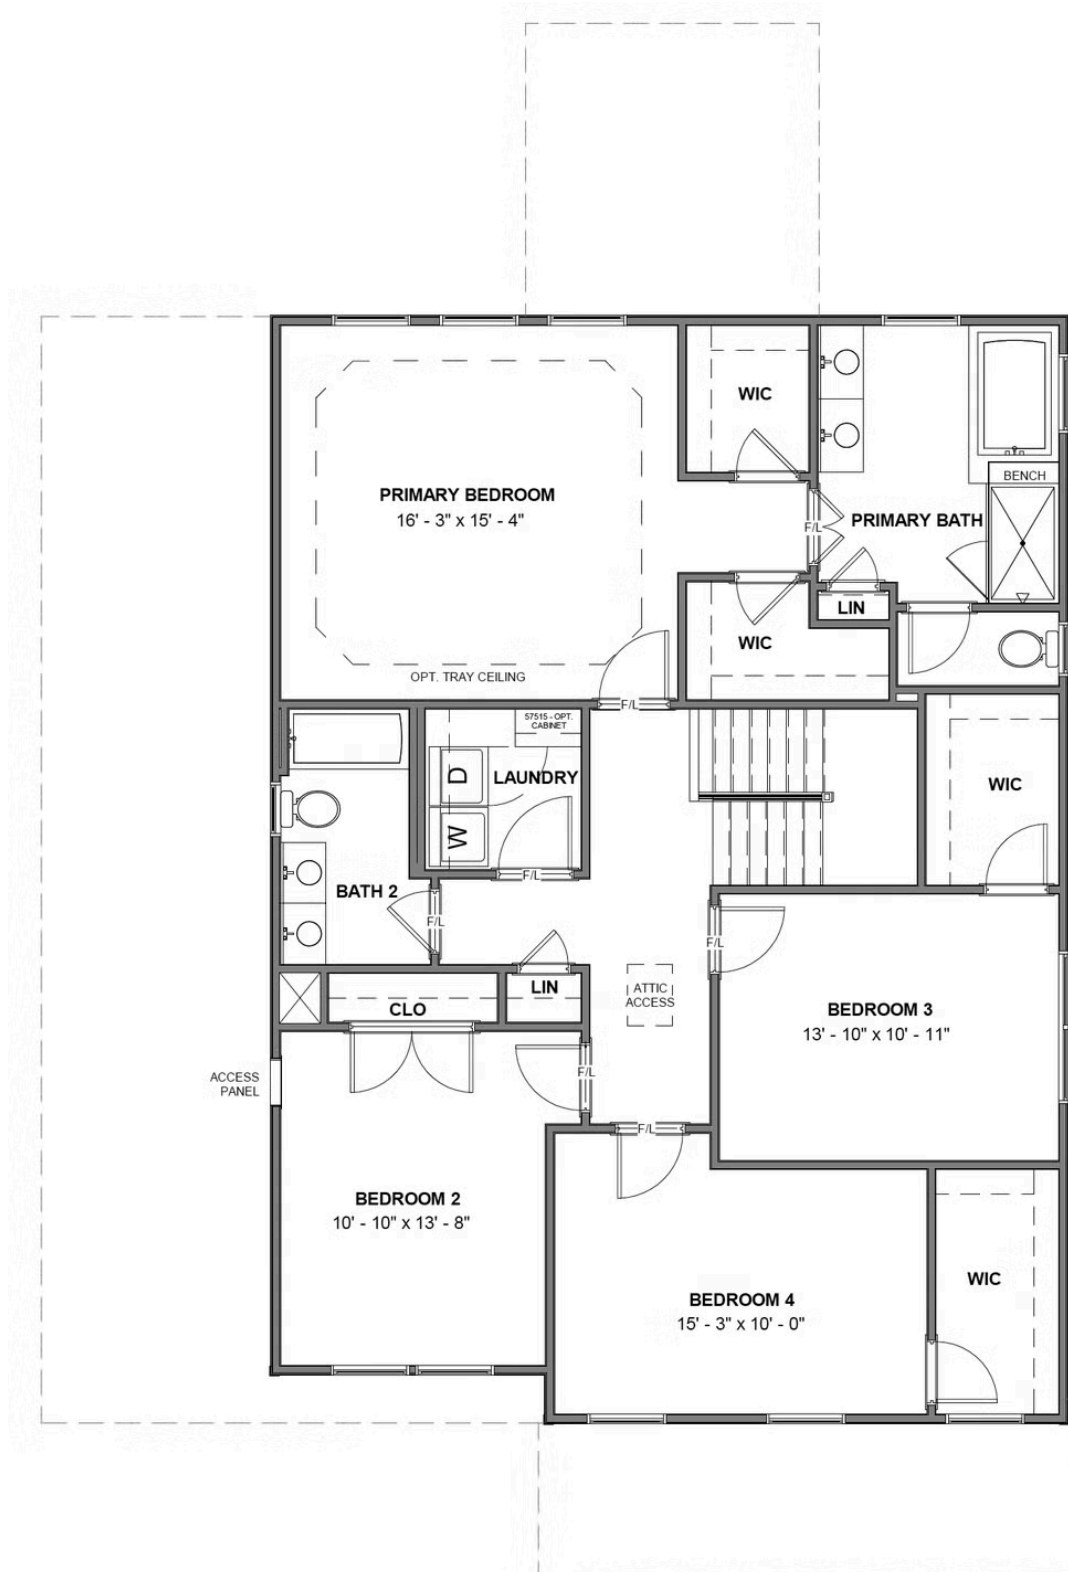 WIC
PRIMARY BEDROOM
16' - 3" x 15' - 4"
BENCH
F/L
PRIMARY BATH
LIN
WIC
OPT. TRAY CEILING
F/L
57515 - OPT.
CABINET
D
LAUNDRY
WIC
W
F/L
BATH 2
F/L
F/L
LIN
ATTIC
ACCESS
CLO
BEDROOM 3
13' - 10" x 10' - 11"
ACCESS
PANEL
F/L
F/L
BEDROOM 2
10' - 10" x 13' - 8"
WIC
BEDROOM 4
15' - 3" x 10' - 0"